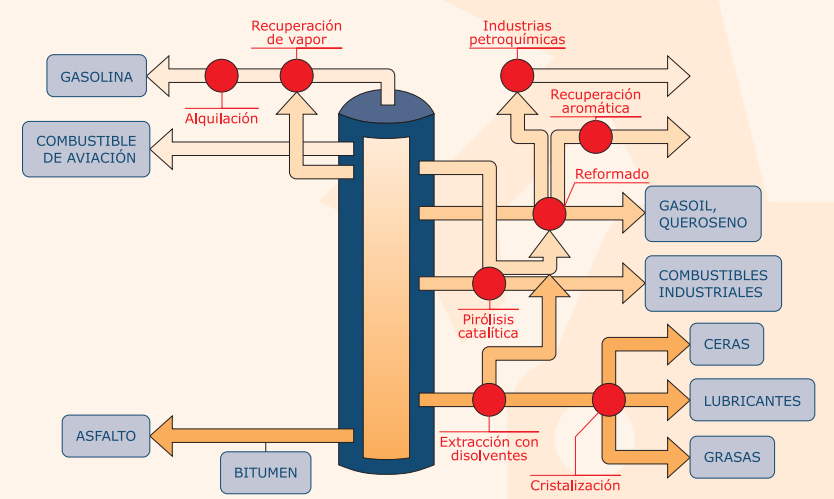 Recuperación
de vapor
Industrias
petroquímicas
GASOLINA
Alquilación
Recuperación
aromática
COMBUSTIBLE
DE AVIACIÓN
Reformado
GASOIL,
QUEROSENO
COMBUSTIBLES
INDUSTRIALES
Pirólisis
catalítica
CERAS
LUBRICANTES
ASFALTO
Extracción con
disolventes
GRASAS
BITUMEN
Cristalización